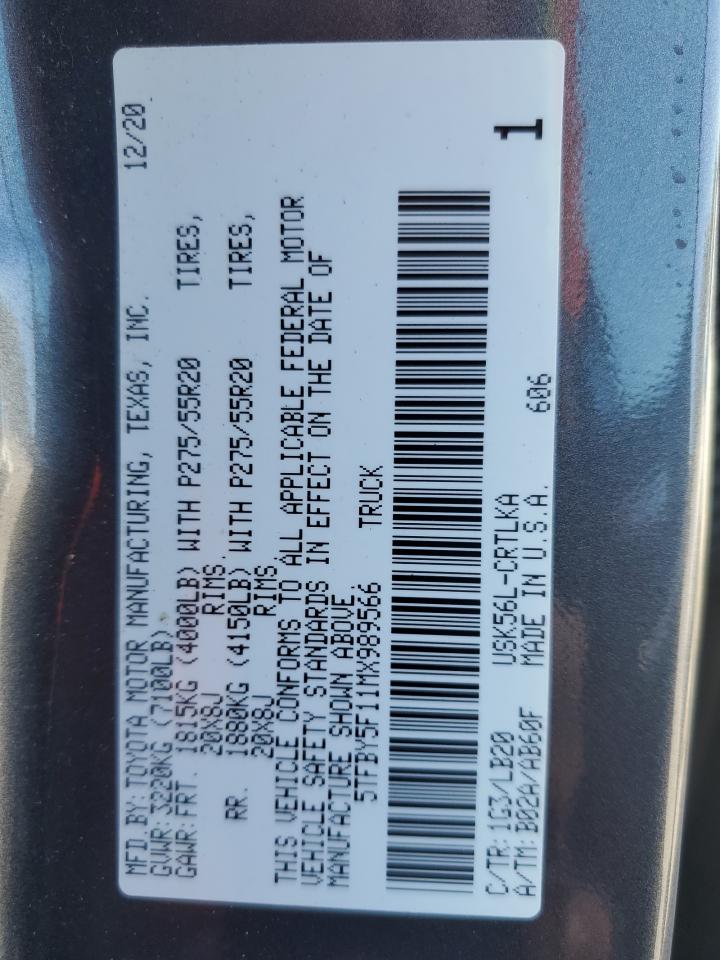 MFD BY: TOYOTA MOTOR MANUFACTURING, TEXAS, INC. 12/20
GVWR: 3220KG (7100LB)
GAWR: FRT. 1815KG (4000LB) WITH P275/55R20 TIRES,
20X8J RIMS,
RR. 1880KG (4150LB) WITH P275/55R20 TIRES,
20X8J RIMS,
THIS VEHICLE CONFORMS TO ALL APPLICABLE FEDERAL MOTOR
VEHICLE SAFETY STANDARDS IN EFFECT ON THE DATE OF
MANUFACTURE SHOWN ABOVE.
5TFBY5F11MX989566 TRUCK
C/TR: 1G3/LB20 USK56L-CRTLKA 606 1
A/TM: B02A/AB60F MADE IN U.S.A.